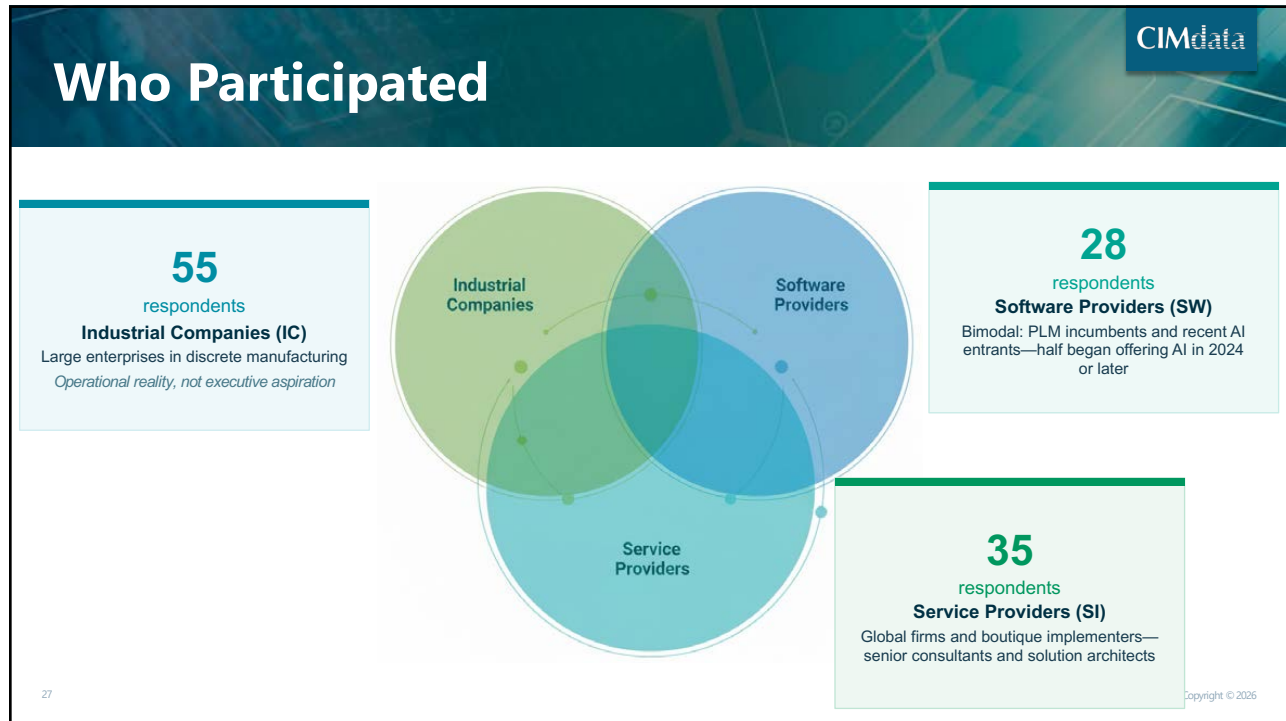 CIMdata
Who Participated
55
respondents
Industrial Companies (IC)
Large enterprises in discrete manufacturing
Operational reality, not executive aspiration
Industrial
Companies
Software
Providers
Service
Providers
28
respondents
Software Providers (SW)
Bimodal: PLM incumbents and recent AI
entrants—half began offering AI in 2024
or later
35
respondents
Service Providers (SI)
Global firms and boutique implementers—
senior consultants and solution architects
27
Copyright © 2026